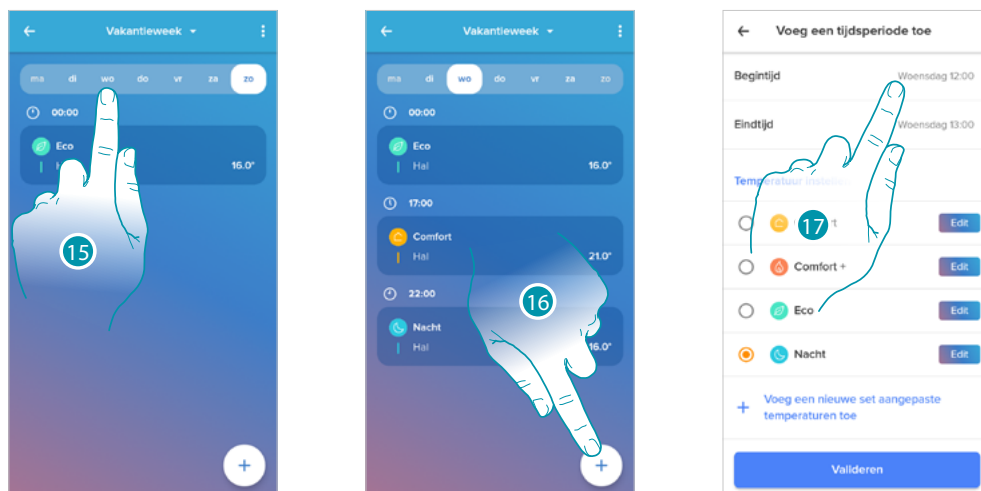 Vakantieweek
ma di wo do vr za zo
00:00
Eco
16.0°
15
Vakantieweek
ma di wo do vr za zo
00:00
Eco
Hal 16.0°
17:00
Comfort
Hal 21.0°
22:00
16
Nacht
Hal 16.0°
+
Voeg een tijdsperiode toe
Begintijd Woensdag 12:00
Eindtijd Woensdag 13:00
Temperatuur
17 Edit
Comfort + Edit
Eco Edit
Nacht Edit
+ Voeg een nieuwe set aangepaste
temperaturen toe
Valideren